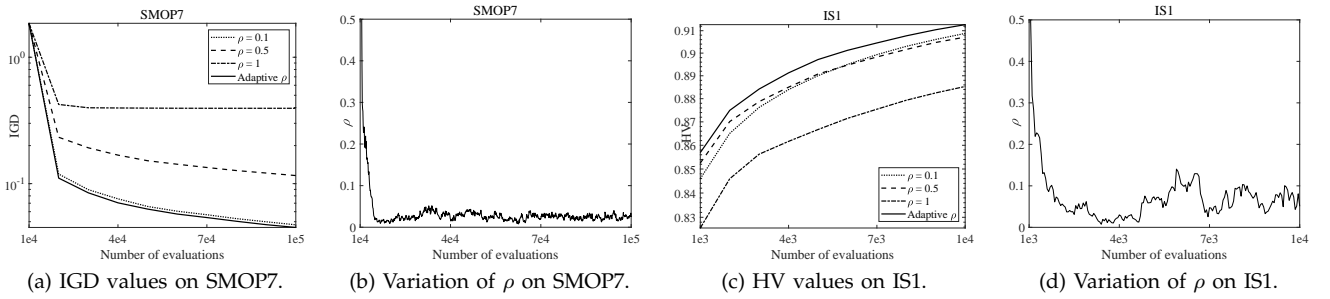 SMOP7
IGD
10^0
10^-1
ρ = 0.1
ρ = 0.5
ρ = 1
Adaptive ρ
1e4 4e4 7e4 1e5
Number of evaluations
(a) IGD values on SMOP7.
SMOP7
ρ
0.5
0.4
0.3
0.2
0.1
0
1e4 4e4 7e4 1e5
Number of evaluations
(b) Variation of ρ on SMOP7.
IS1
HV
0.91
0.9
0.89
0.88
0.87
0.86
0.85
0.84
0.83
ρ = 0.1
ρ = 0.5
ρ = 1
Adaptive ρ
1e3 4e3 7e3 1e4
Number of evaluations
(c) HV values on IS1.
IS1
ρ
0.5
0.4
0.3
0.2
0.1
0
1e3 4e3 7e3 1e4
Number of evaluations
(d) Variation of ρ on IS1.